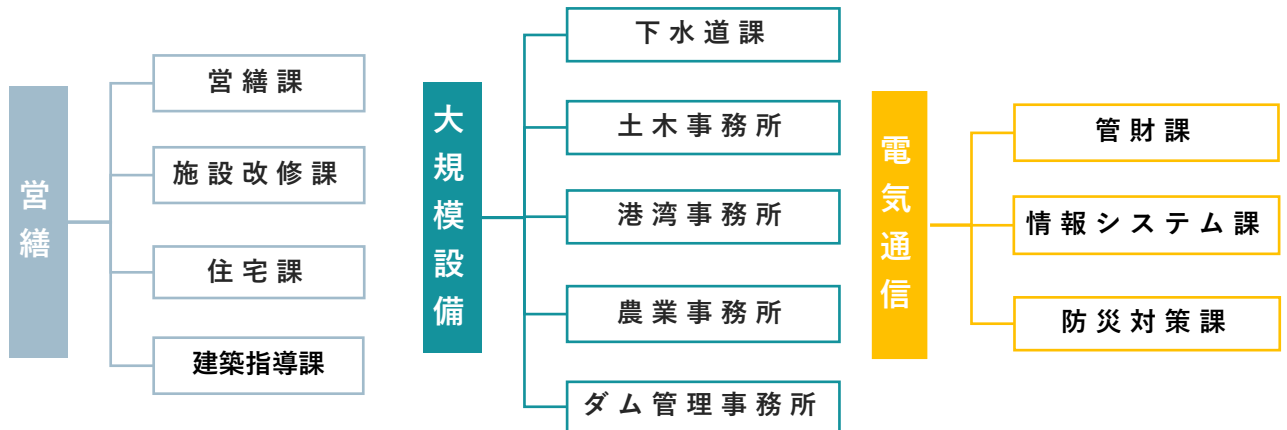 営繕
営繕課
施設改修課
住宅課
建築指導課
大規模設備
下水道課
土木事務所
港湾事務所
農業事務所
ダム管理事務所
電気通信
管財課
情報システム課
防災対策課